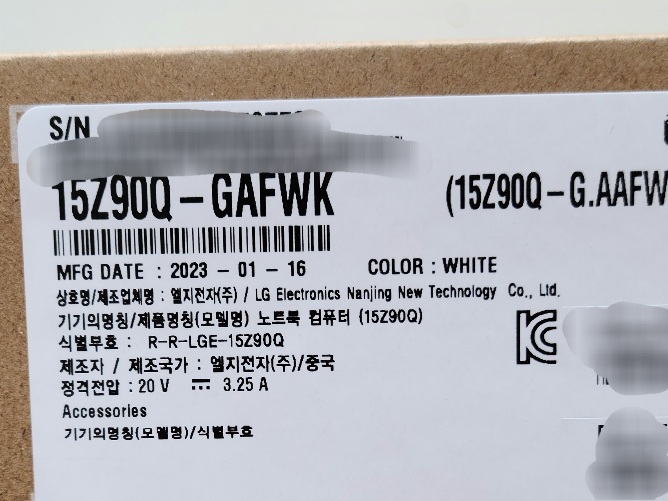 S/N
15Z90Q-GAFWK (15Z90Q-G.AAFW
MFG DATE : 2023 - 01 - 16 COLOR : WHITE
상호명/제조업체명 : 엘지전자(주) / LG Electronics Nanjing New Technology Co., Ltd.
기기의명칭/제품명칭(모델명) 노트북 컴퓨터 (15Z90Q)
식별부호 : R-R-LGE-15Z90Q
제조자 / 제조국가 : 엘지전자(주)/중국
정격전압 : 20 V ⎓ 3.25 A
Accessories
기기의명칭(모델명)/식별부호